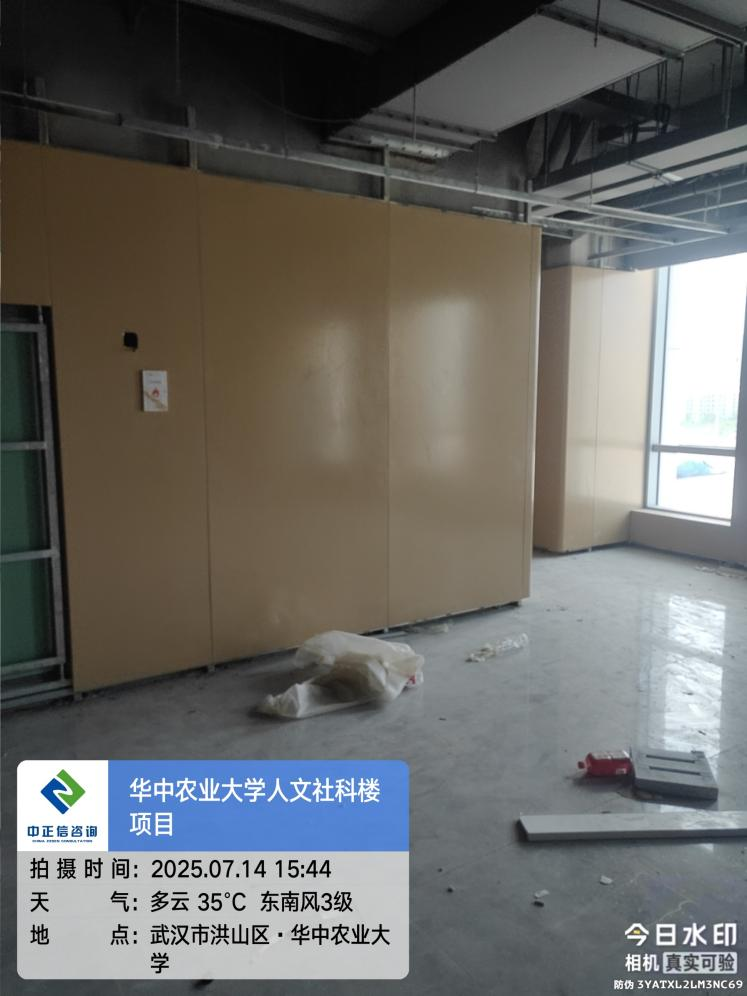 华中农业大学人文社科楼
项目
中正信咨询
拍摄时间：2025.07.14 15:44
天气：多云 35°C 东南风3级
地点：武汉市洪山区·华中农业大
学
今日水印
相机 真实可验
防伪 3YATXL2LM3NC69